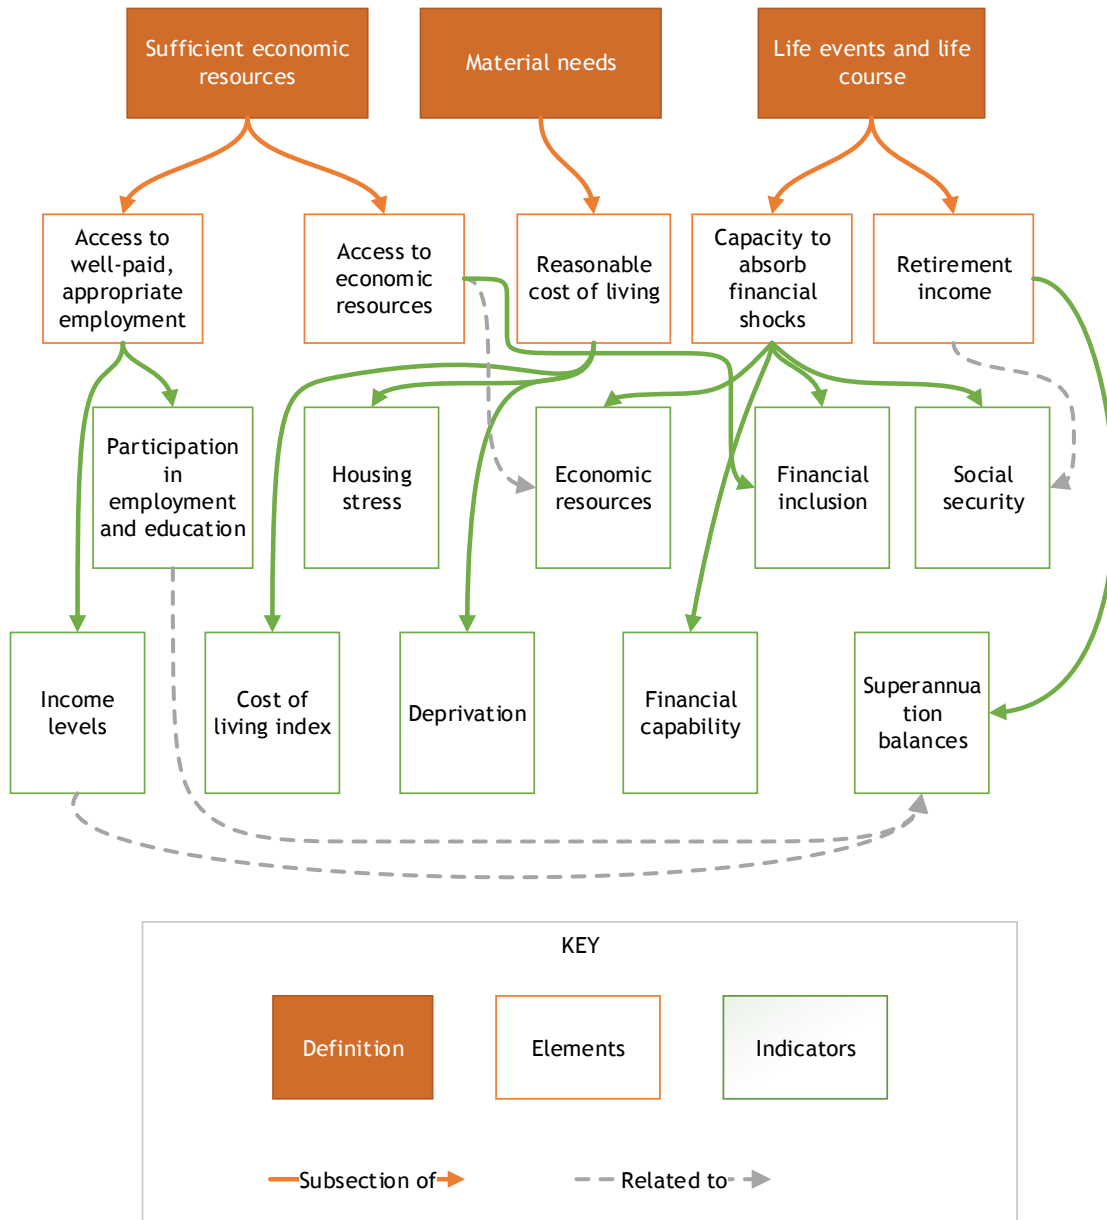 Sufficient economic
resources
Material needs
Life events and life
course
Access to
well-paid,
appropriate
employment
Access to
economic
resources
Reasonable
cost of living
Capacity to
absorb
financial
shocks
Retirement
income
Participation
in
employment
and education
Housing
stress
Economic
resources
Financial
inclusion
Social
security
Income
levels
Cost of
living index
Deprivation
Financial
capability
Superannua
tion
balances
KEY
Definition
Elements
Indicators
Subsection of
Related to